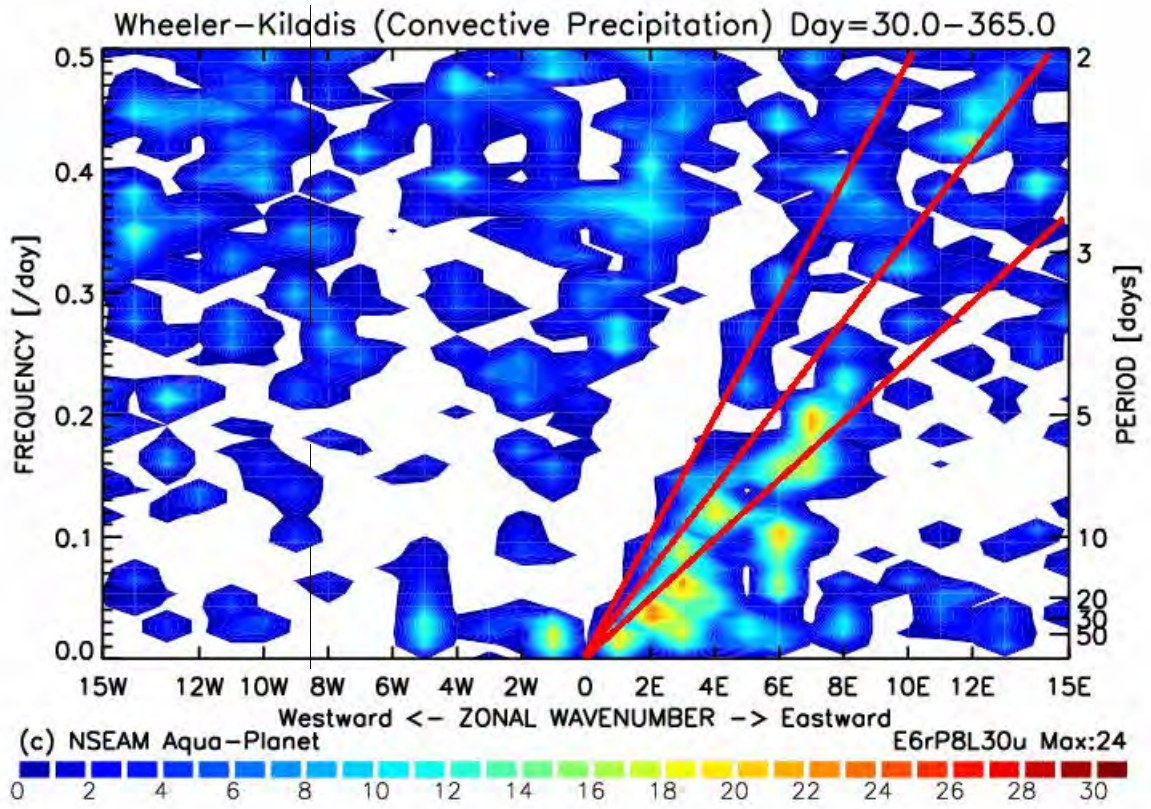 Wheeler-Kiladis (Convective Precipitation) Day=30.0-365.0
FREQUENCY [/day]
0.5
0.4
0.3
0.2
0.1
0.0
2
3
5
10
20
30
50
PERIOD [days]
15W 12W 10W 8W 6W 4W 2W 0 2E 4E 6E 8E 10E 12E 15E
Westward <- ZONAL WAVENUMBER -> Eastward
(c) NSEAM Aqua-Planet E6rP8L30u Max:24
0 2 4 6 8 10 12 14 16 18 20 22 24 26 28 30